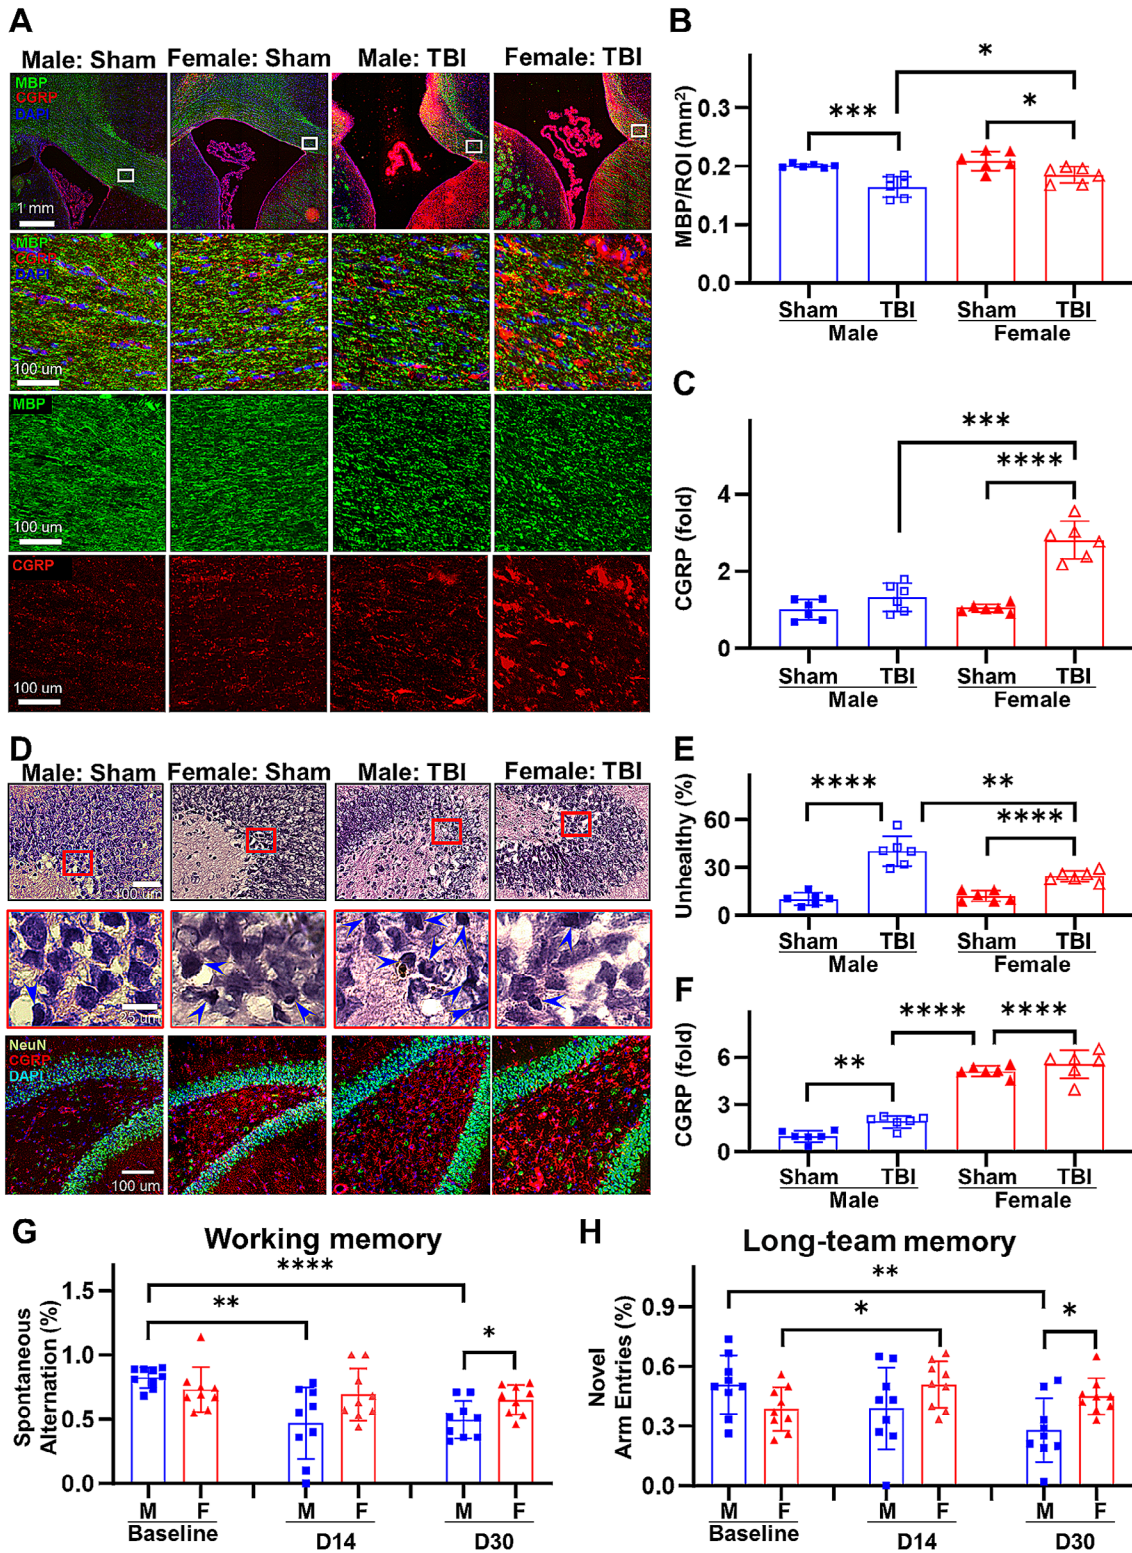 A
Male: Sham Female: Sham Male: TBI Female: TBI
MBP
CGRP
DAPI
1 mm
MBP
CGRP
DAPI
100 um
MBP
100 um
CGRP
100 um
B
MBP/ROI (mm²)
0.3
0.2
0.1
0.0
*** * *
Sham TBI Sham TBI
Male Female
C
CGRP (fold)
4
2
0
*** ****
Sham TBI Sham TBI
Male Female
D
Male: Sham Female: Sham Male: TBI Female: TBI
100 um
25 um
NeuN
CGRP
DAPI
100 um
E
Unhealthy (%)
60
30
0
**** ** ****
Sham TBI Sham TBI
Male Female
F
CGRP (fold)
6
3
0
** **** ****
Sham TBI Sham TBI
Male Female
G
Working memory
Spontaneous
Alternation (%)
1.5
1.0
0.5
0.0
****
**
*
M F M F M F
Baseline D14 D30
H
Long-team memory
Novel
Arm Entries (%)
0.9
0.6
0.3
0.0
**
* *
M F M F M F
Baseline D14 D30